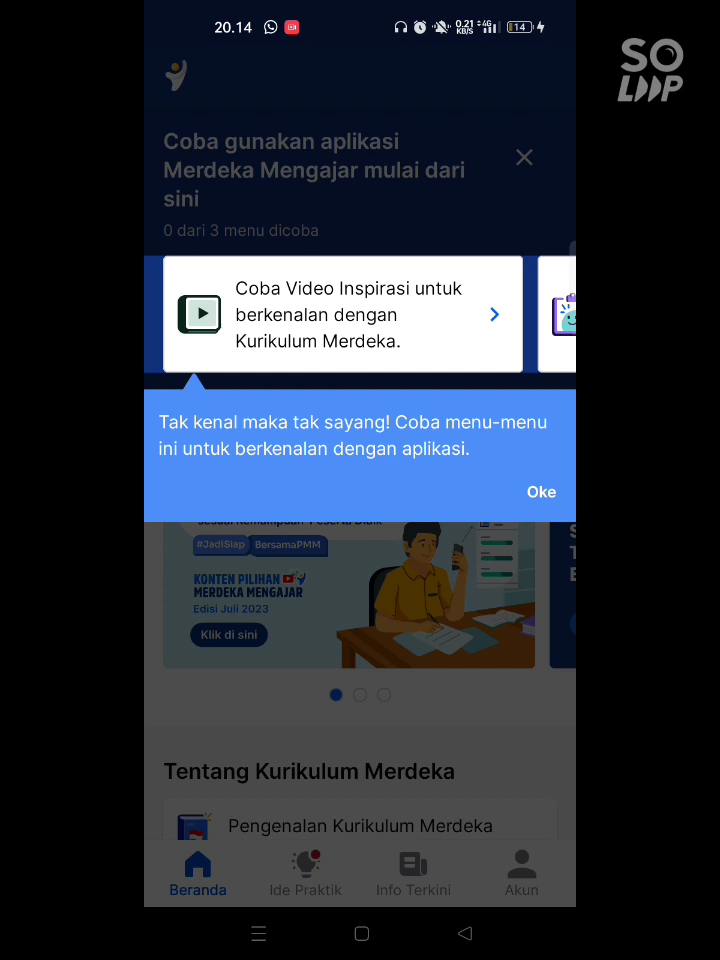 20.14
0.21
KB/S
4G
14
SO
LOOP
Coba gunakan aplikasi
Merdeka Mengajar mulai dari
sini
0 dari 3 menu dicoba
Coba Video Inspirasi untuk
berkenalan dengan
Kurikulum Merdeka.
Tak kenal maka tak sayang! Coba menu-menu
ini untuk berkenalan dengan aplikasi.
Oke
#JadiSiap BersamaPMM
KONTEN PILIHAN
MERDEKA MENGAJAR
Edisi Juli 2023
Klik di sini
Tentang Kurikulum Merdeka
Pengenalan Kurikulum Merdeka
Beranda
Ide Praktik
Info Terkini
Akun